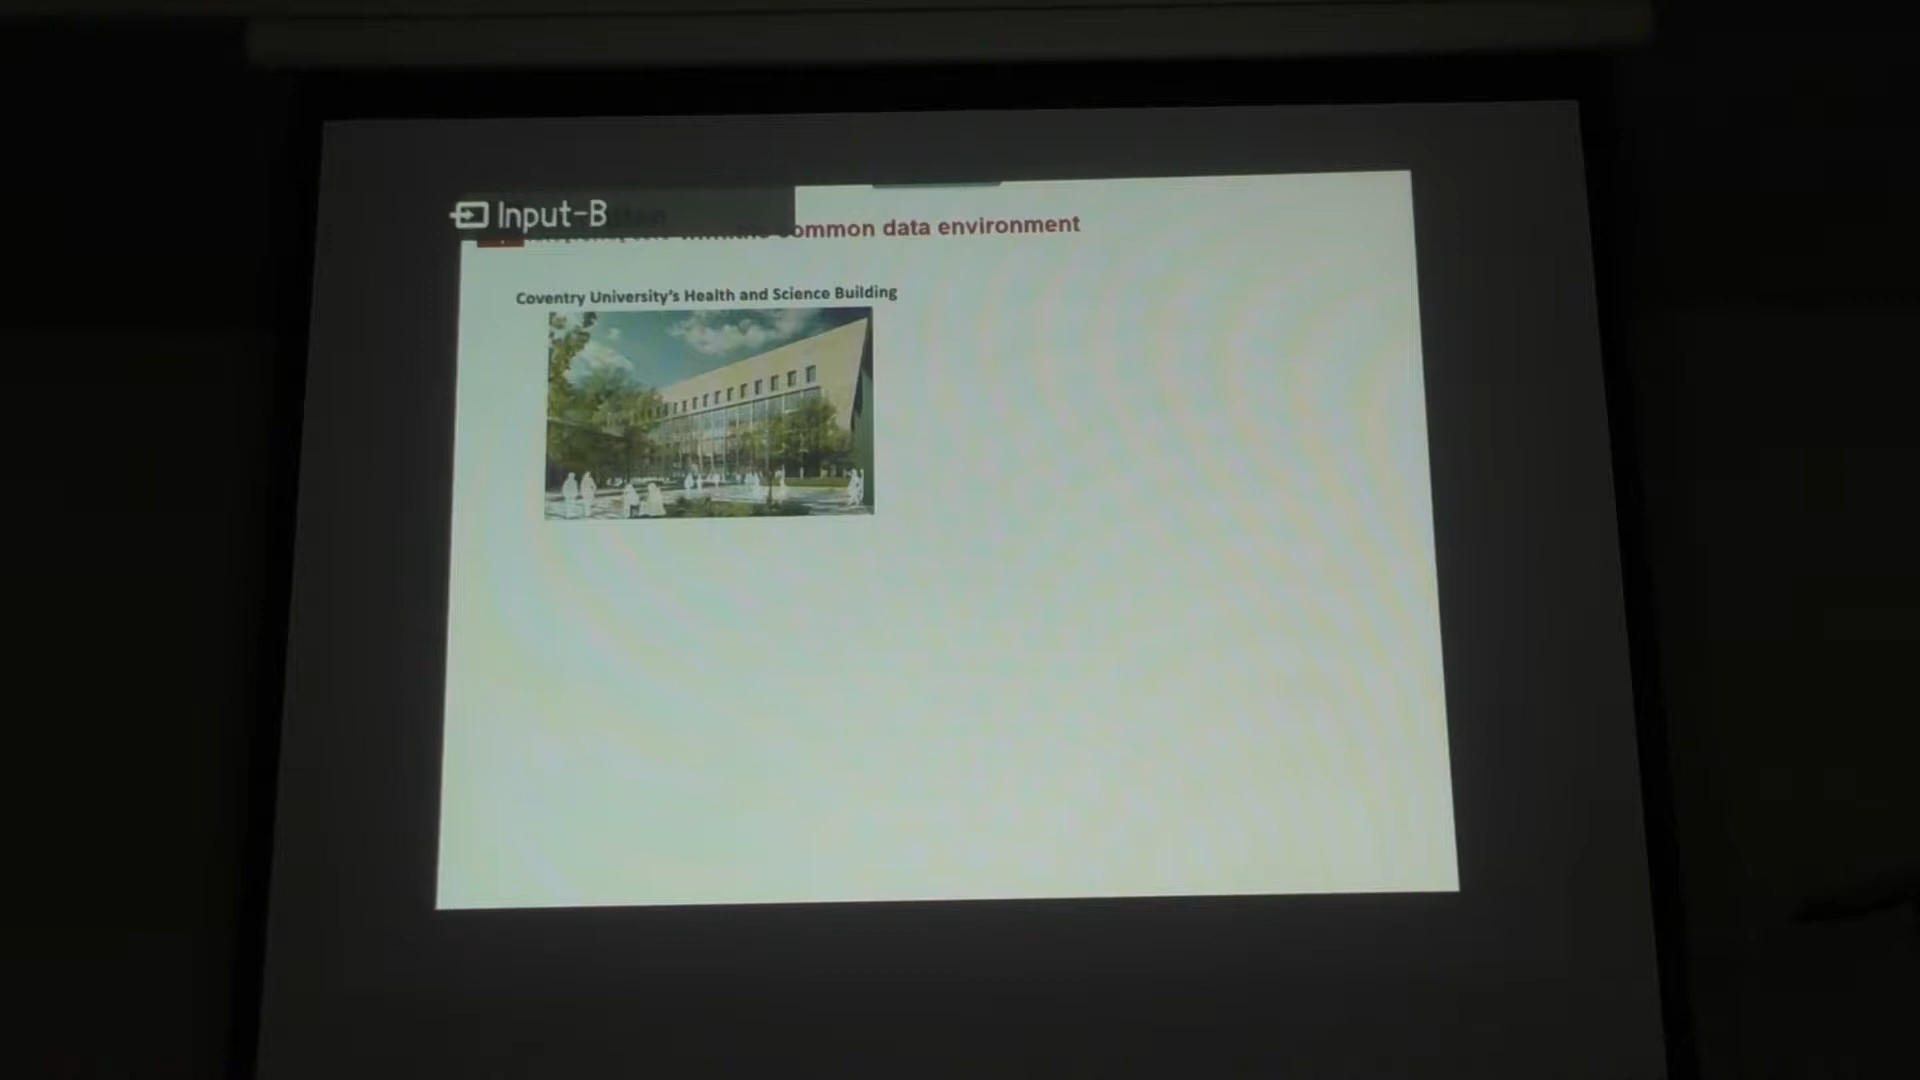 Input-B
common data environment
Coventry University's Health and Science Building